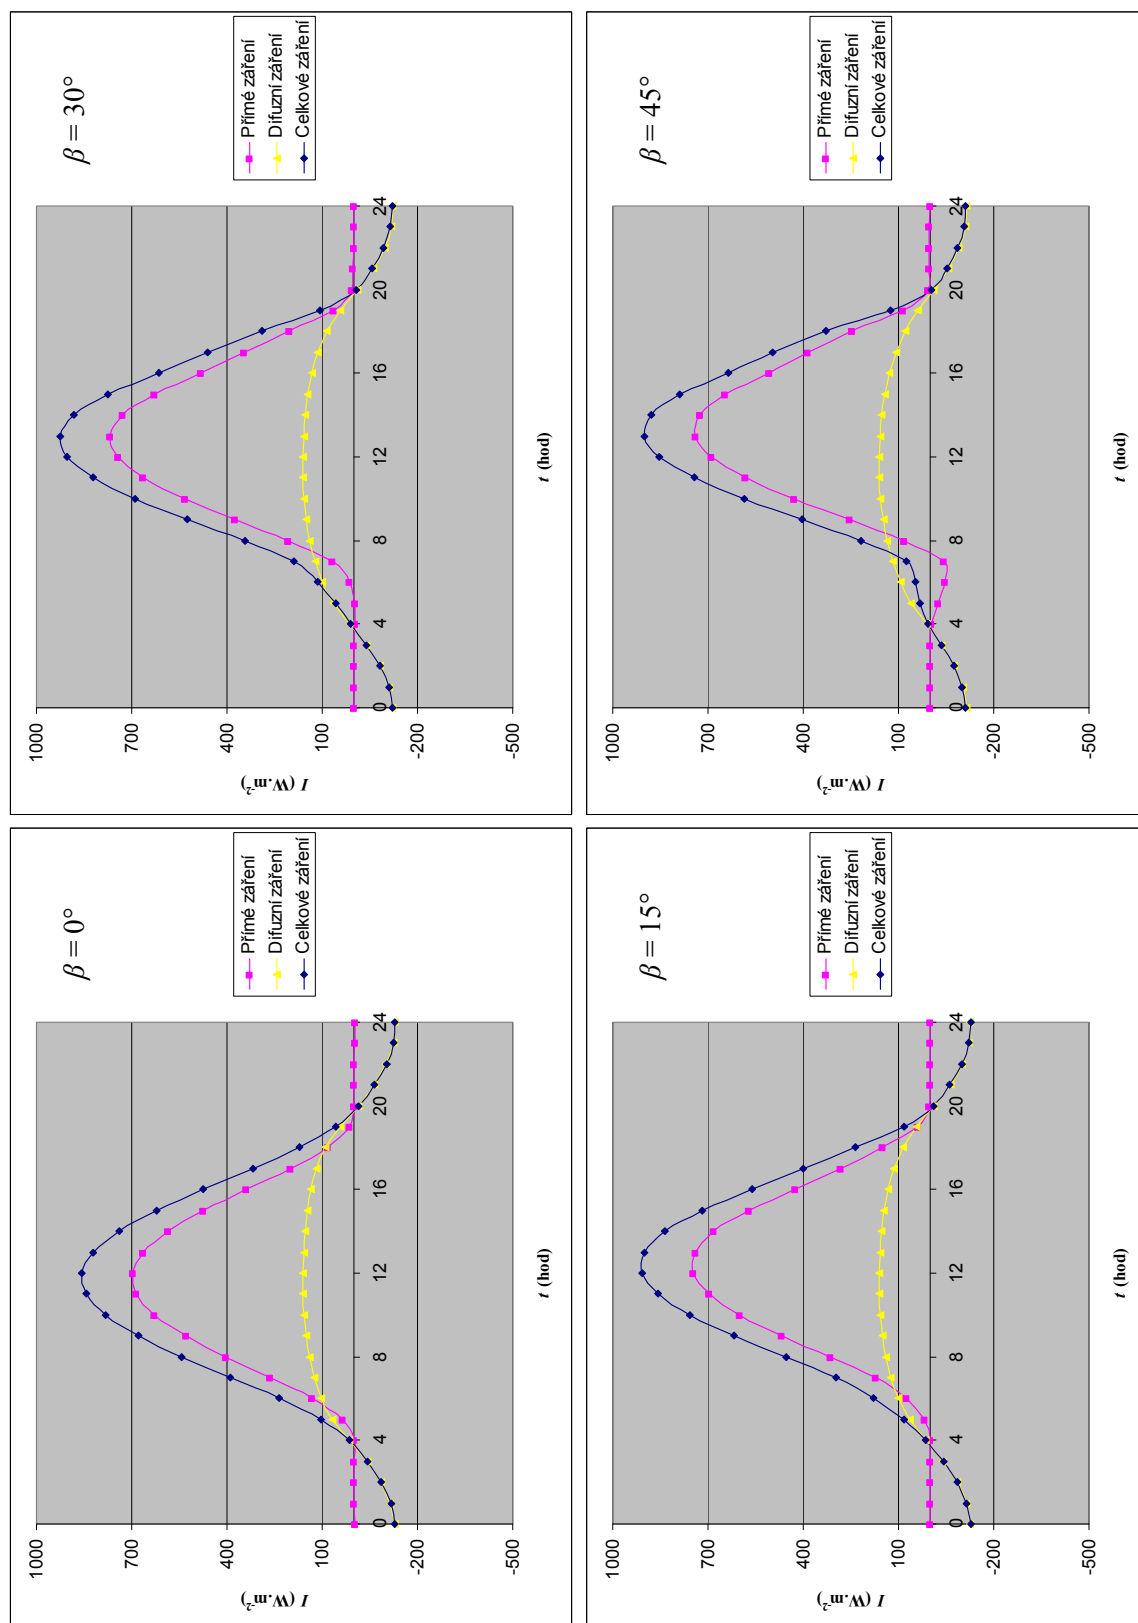 β = 0°
1000
700
400
100
-200
-500
0
4
8
12
16
20
24
I (W.m-2)
t (hod)
Přímé záření
Difuzní záření
Celkové záření
β = 15°
1000
700
400
100
-200
-500
0
4
8
12
16
20
24
I (W.m-2)
t (hod)
Přímé záření
Difuzní záření
Celkové záření
β = 30°
1000
700
400
100
-200
-500
0
4
8
12
16
20
24
I (W.m-2)
t (hod)
Přímé záření
Difuzní záření
Celkové záření
β = 45°
1000
700
400
100
-200
-500
0
4
8
12
16
20
24
I (W.m-2)
t (hod)
Přímé záření
Difuzní záření
Celkové záření